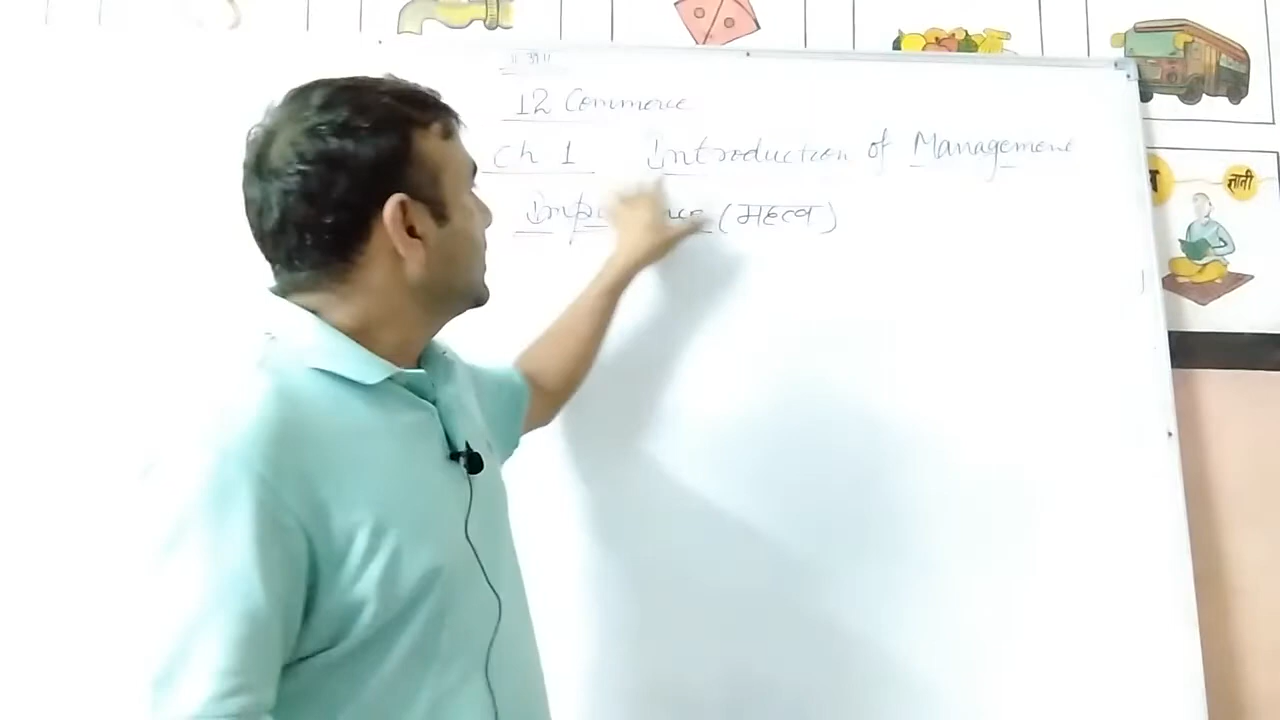 12 Commerce
Ch 1 Introduction of Management
(महत्व)
ज्ञानी